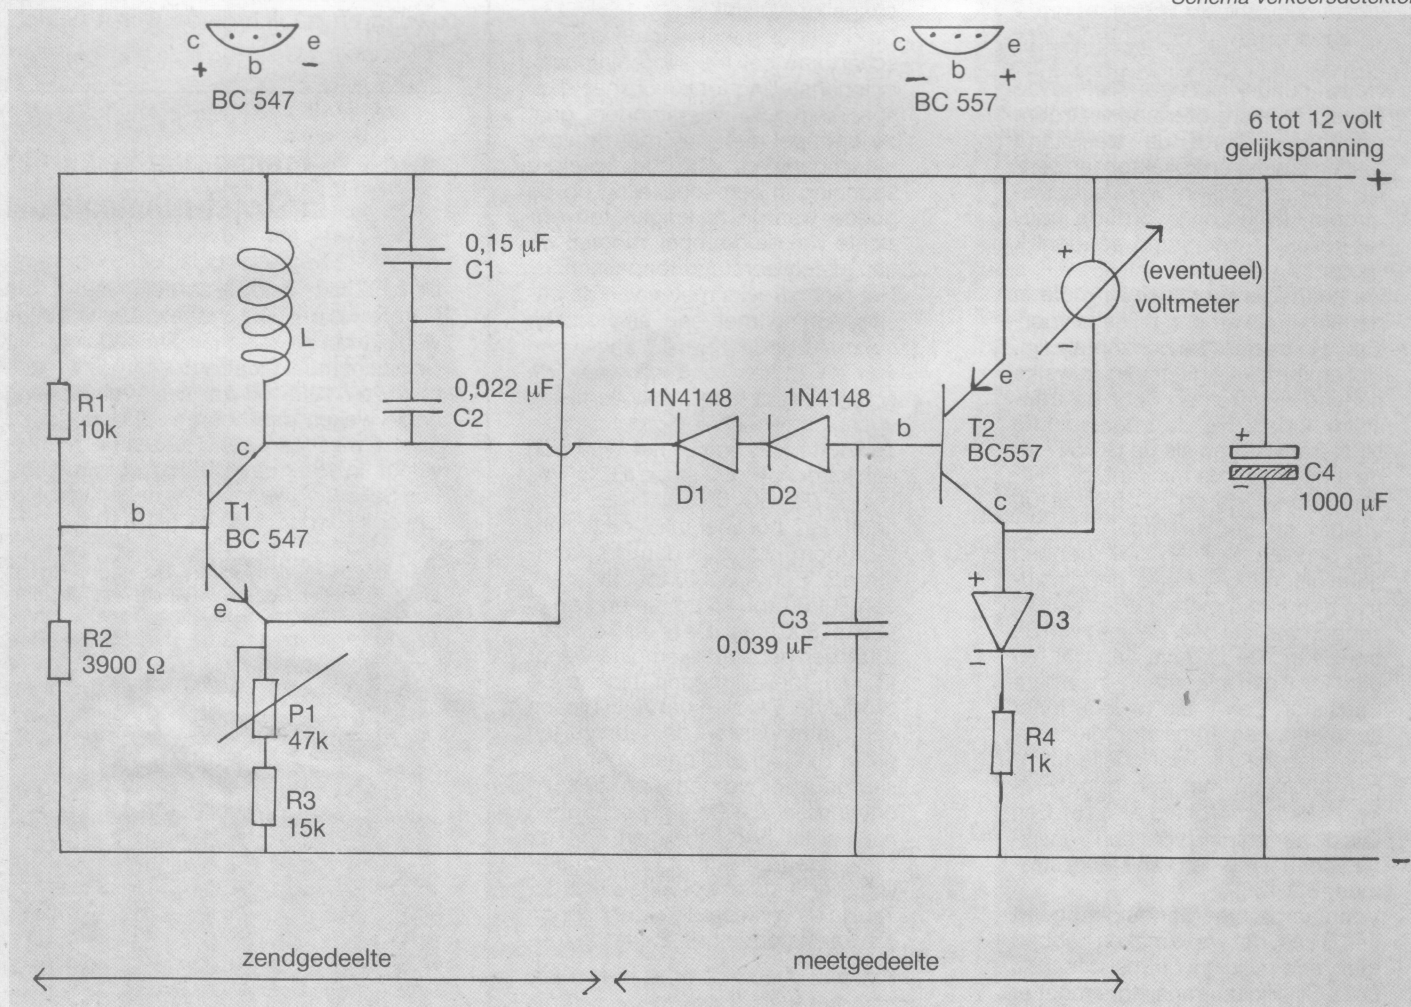 Schema verkeersdetektor
c e
+ b -
BC 547
c e
- b +
BC 557
6 tot 12 volt
gelijkspanning
+
0,15 µF
C1
+
(eventueel)
voltmeter
-
L
0,022 µF
C2
R1
10k
1N4148
1N4148
e
T2
BC557
b
c
c
D1
D2
+
-
C4
1000 µF
b
T1
BC 547
e
R2
3900 Ω
C3
0,039 µF
+
D3
-
P1
47k
R4
1k
R3
15k
-
zendgedeelte
meetgedeelte